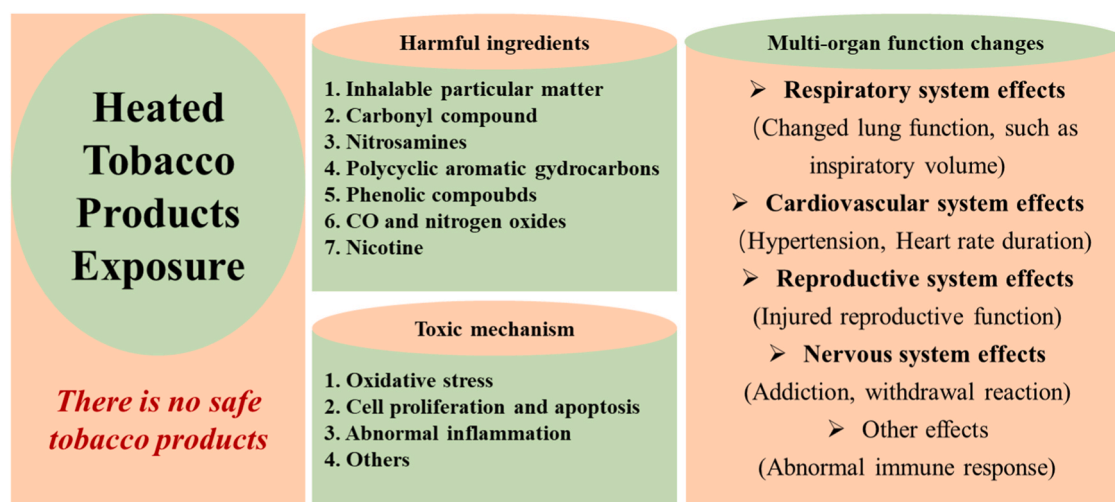 Heated
Tobacco
Products
Exposure
There is no safe
tobacco products
Harmful ingredients
1. Inhalable particular matter
2. Carbonyl compound
3. Nitrosamines
4. Polycyclic aromatic gydrocarbons
5. Phenolic compoubds
6. CO and nitrogen oxides
7. Nicotine
Toxic mechanism
1. Oxidative stress
2. Cell proliferation and apoptosis
3. Abnormal inflammation
4. Others
Multi-organ function changes
➢ Respiratory system effects
(Changed lung function, such as
inspiratory volume)
➢ Cardiovascular system effects
(Hypertension, Heart rate duration)
➢ Reproductive system effects
(Injured reproductive function)
➢ Nervous system effects
(Addiction, withdrawal reaction)
➢ Other effects
(Abnormal immune response)